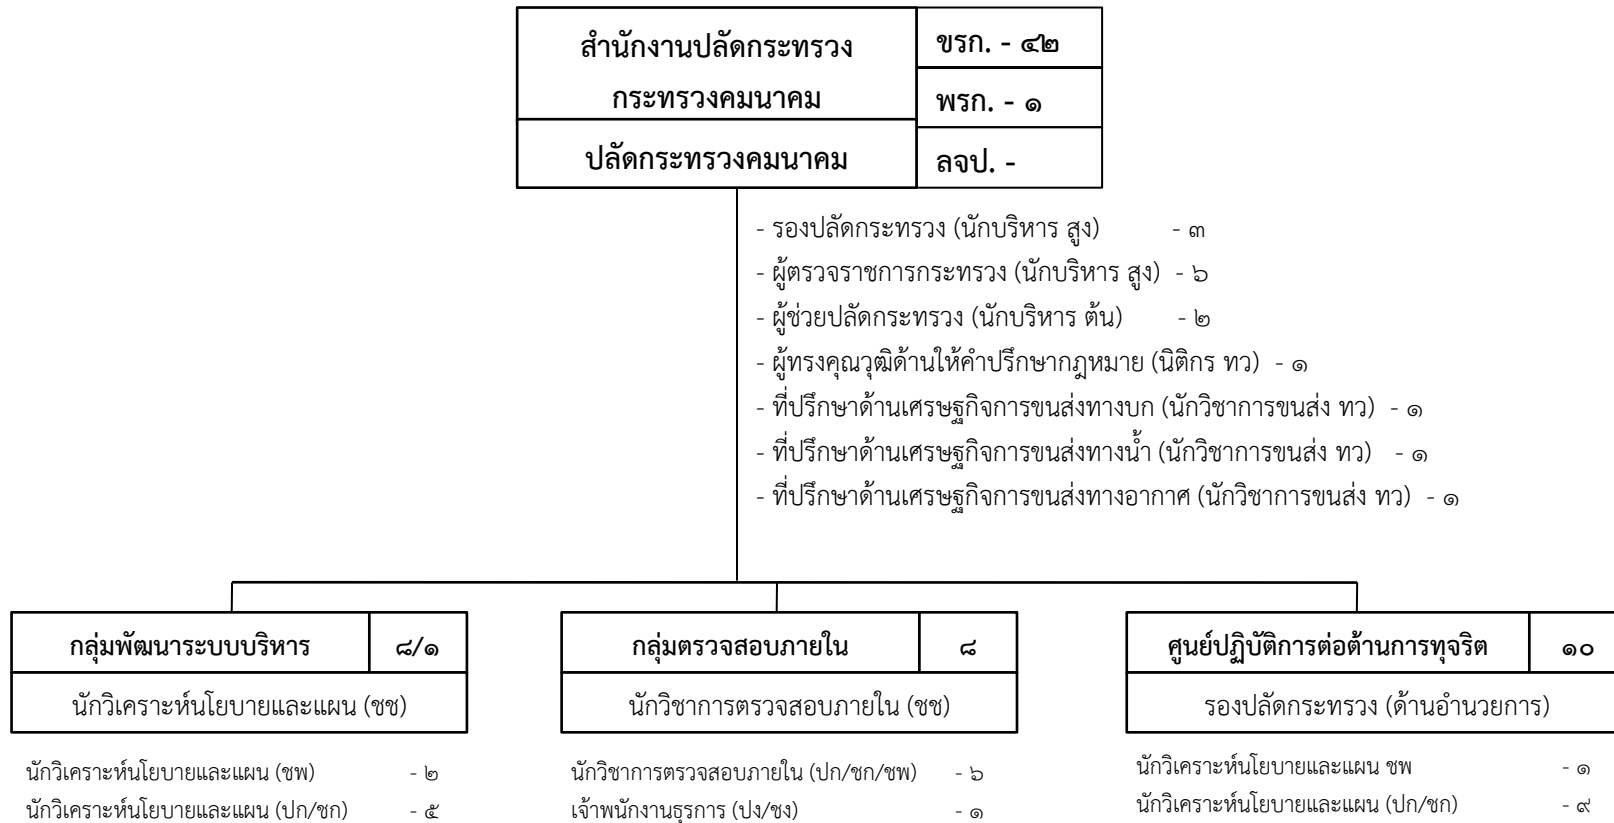 สำนักงานปลัดกระทรวง
กระทรวงคมนาคม
ปลัดกระทรวงคมนาคม
ขรก. - ๔๒
พรก. - ๑
ลจป. -
- รองปลัดกระทรวง (นักบริหาร สูง) - ๓
- ผู้ตรวจราชการกระทรวง (นักบริหาร สูง) - ๖
- ผู้ช่วยปลัดกระทรวง (นักบริหาร ต้น) - ๒
- ผู้ทรงคุณวุฒิด้านให้คำปรึกษากฎหมาย (นิติกร ทว) - ๑
- ที่ปรึกษาด้านเศรษฐกิจการขนส่งทางบก (นักวิชาการขนส่ง ทว) - ๑
- ที่ปรึกษาด้านเศรษฐกิจการขนส่งทางน้ำ (นักวิชาการขนส่ง ทว) - ๑
- ที่ปรึกษาด้านเศรษฐกิจการขนส่งทางอากาศ (นักวิชาการขนส่ง ทว) - ๑
กลุ่มพัฒนาระบบบริหาร ๘/๑
นักวิเคราะห์นโยบายและแผน (ชช)
นักวิเคราะห์นโยบายและแผน (ชพ) - ๒
นักวิเคราะห์นโยบายและแผน (ปก/ชก) - ๕
กลุ่มตรวจสอบภายใน ๘
นักวิชาการตรวจสอบภายใน (ชช)
นักวิชาการตรวจสอบภายใน (ปก/ชก/ชพ) - ๖
เจ้าพนักงานธุรการ (ปง/ชง) - ๑
ศูนย์ปฏิบัติการต่อต้านการทุจริต ๑๐
รองปลัดกระทรวง (ด้านอำนวยการ)
นักวิเคราะห์นโยบายและแผน ชพ - ๑
นักวิเคราะห์นโยบายและแผน (ปก/ชก) - ๙